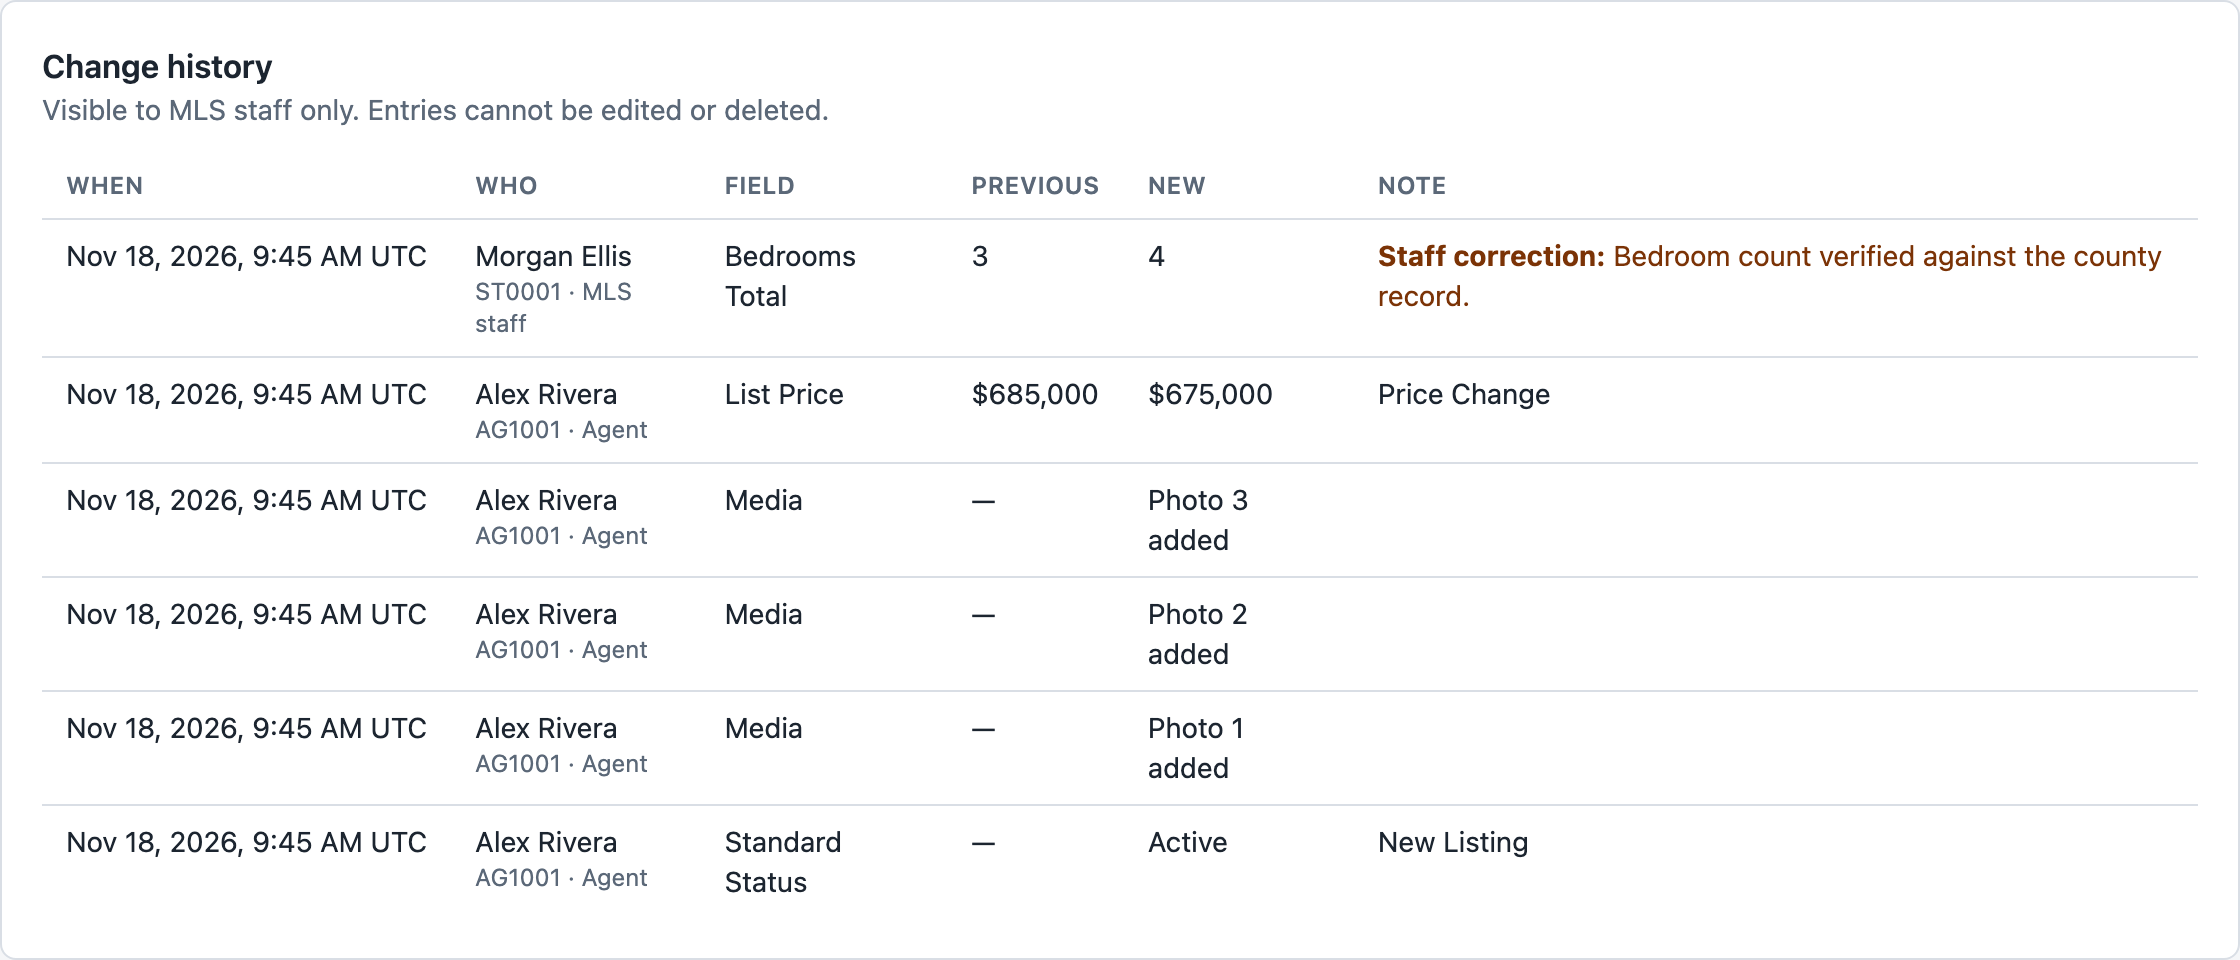 Change history
Visible to MLS staff only. Entries cannot be edited or deleted.
WHEN WHO FIELD PREVIOUS NEW NOTE
Nov 18, 2026, 9:45 AM UTC Morgan Ellis Bedrooms 3 4 Staff correction: Bedroom count verified against the county
ST0001 · MLS Total record.
staff
Nov 18, 2026, 9:45 AM UTC Alex Rivera List Price $685,000 $675,000 Price Change
AG1001 · Agent
Nov 18, 2026, 9:45 AM UTC Alex Rivera Media — Photo 3
AG1001 · Agent added
Nov 18, 2026, 9:45 AM UTC Alex Rivera Media — Photo 2
AG1001 · Agent added
Nov 18, 2026, 9:45 AM UTC Alex Rivera Media — Photo 1
AG1001 · Agent added
Nov 18, 2026, 9:45 AM UTC Alex Rivera Standard — Active New Listing
AG1001 · Agent Status